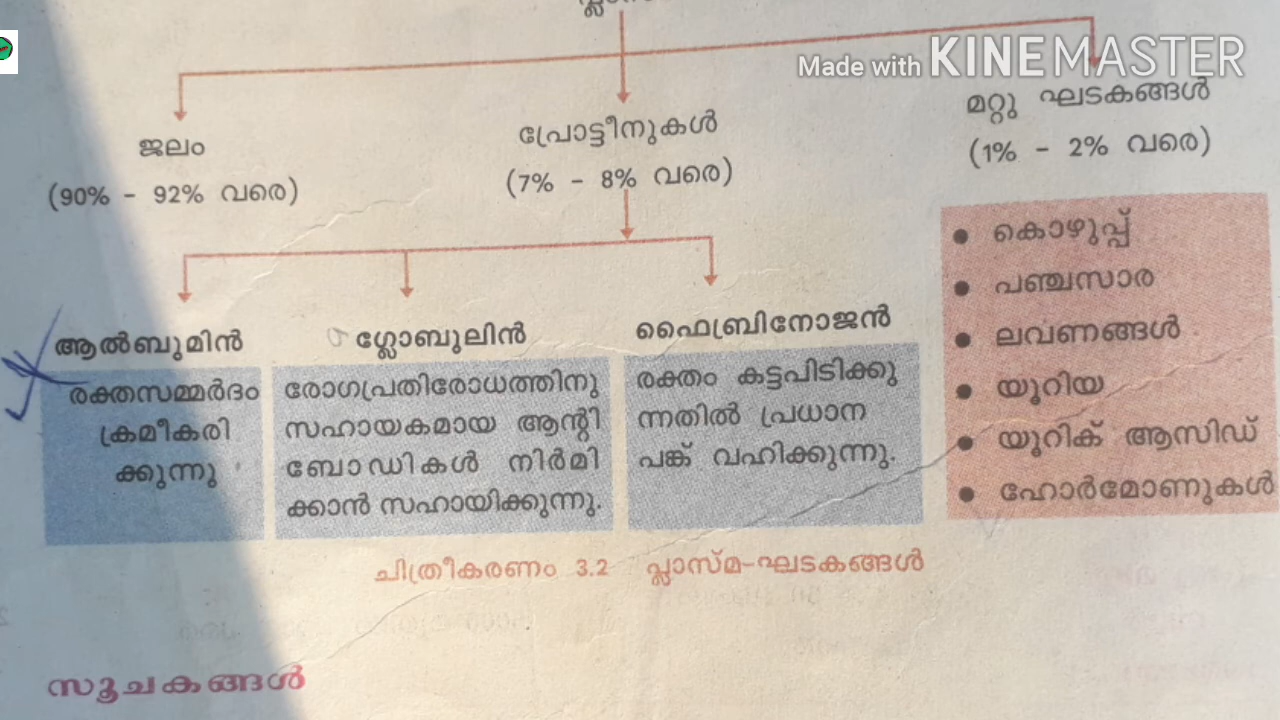 Made with KINEMASTER
ജലം
(90% - 92% വരെ)
പ്രോട്ടീനുകൾ
(7% - 8% വരെ)
മറ്റു ഘടകങ്ങൾ
(1% - 2% വരെ)
ആൽബുമിൻ
രക്തസമ്മർദം
ക്രമീകരി
ക്കുന്നു
ഗ്ലോബുലിൻ
രോഗപ്രതിരോധത്തിനു
സഹായകമായ ആന്റി
ബോഡികൾ നിർമി
ക്കാൻ സഹായിക്കുന്നു.
ഫൈബ്രിനോജൻ
രക്തം കട്ടപിടിക്കു
ന്നതിൽ പ്രധാന
പങ്ക് വഹിക്കുന്നു.
• കൊഴുപ്പ്
• പഞ്ചസാര
• ലവണങ്ങൾ
• യൂറിയ
• യൂറിക് ആസിഡ്
• ഹോർമോണുകൾ
ചിത്രീകരണം 3.2 പ്ലാസ്മ-ഘടകങ്ങൾ
സൂചകങ്ങൾ